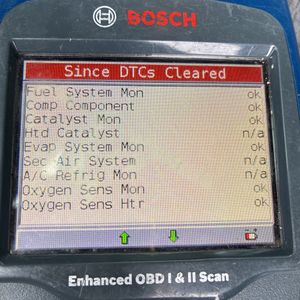 BOSCH
Since DTCs Cleared
Fuel System Mon ok
Comp Component ok
Catalyst Mon ok
Htd Catalyst n/a
Evap System Mon ok
Sec Air System n/a
A/C Refrig Mon n/a
Oxygen Sens Mon ok
Oxygen Sens Htr ok
Enhanced OBD I & II Scan